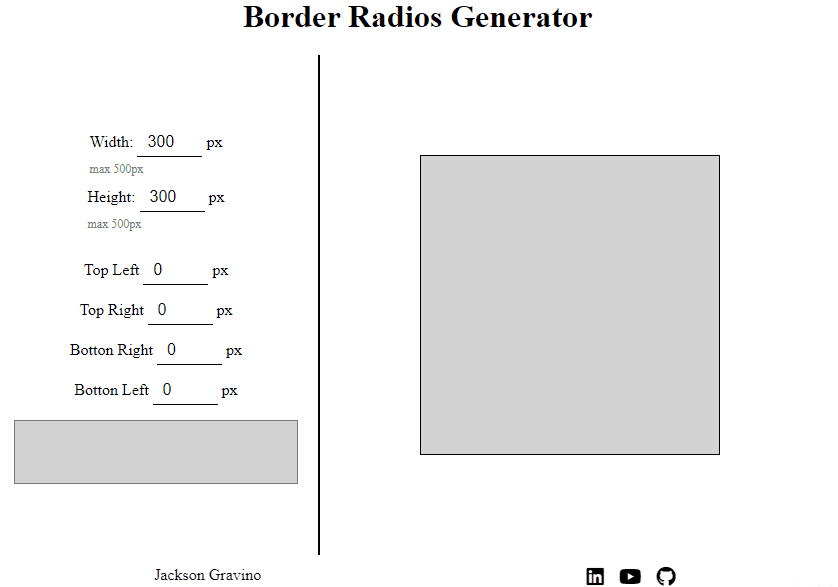 Border Radios Generator
Width: 300 px
max 500px
Height: 300 px
max 500px
Top Left 0 px
Top Right 0 px
Botton Right 0 px
Botton Left 0 px
Jackson Gravino
in